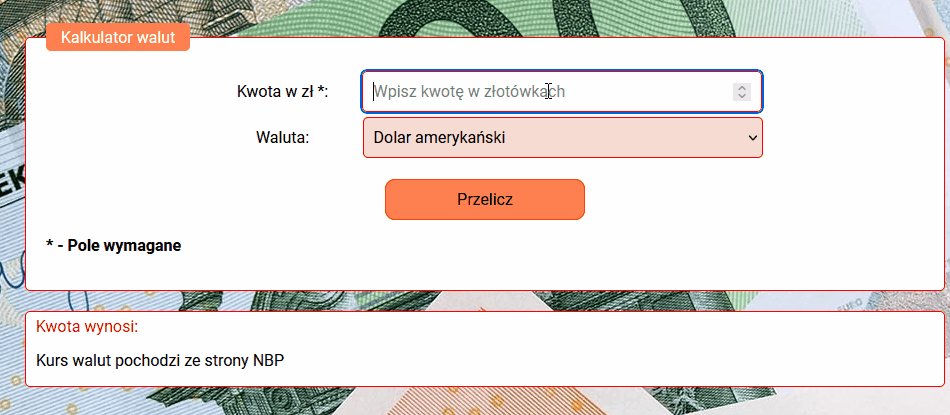 Kalkulator walut
Kwota w zł *:
Wpisz kwotę w złotówkach
Waluta:
Dolar amerykański
Przelicz
* - Pole wymagane
Kwota wynosi:
Kurs walut pochodzi ze strony NBP